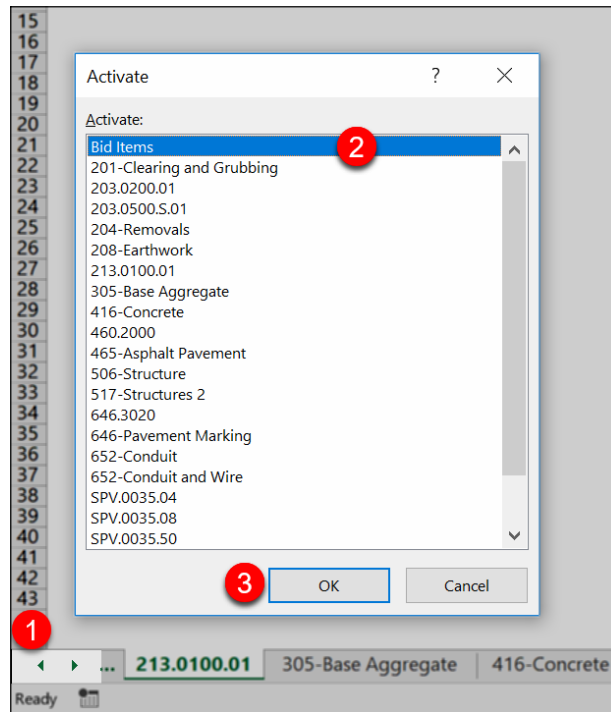 15
16
17
18
19
20
21
22
23
24
25
26
27
28
29
30
31
32
33
34
35
36
37
38
39
40
41
42
43
Activate ? X
Activate:
Bid Items 2
201-Clearing and Grubbing
203.0200.01
203.0500.S.01
204-Removals
208-Earthwork
213.0100.01
305-Base Aggregate
416-Concrete
460.2000
465-Asphalt Pavement
506-Structure
517-Structures 2
646.3020
646-Pavement Marking
652-Conduit
652-Conduit and Wire
SPV.0035.04
SPV.0035.08
SPV.0035.50
3 OK Cancel
1
... 213.0100.01 305-Base Aggregate 416-Concrete
Ready